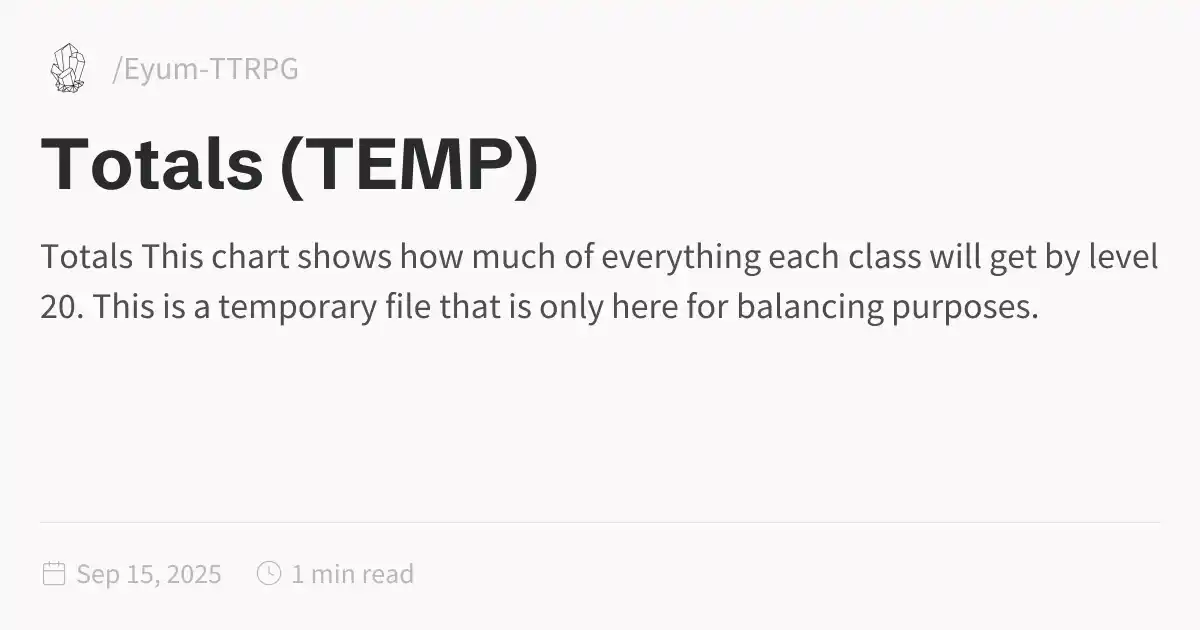 /Eyum-TTRPG
Totals (TEMP)
Totals This chart shows how much of everything each class will get by level
20. This is a temporary file that is only here for balancing purposes.
Sep 15, 2025 1 min read